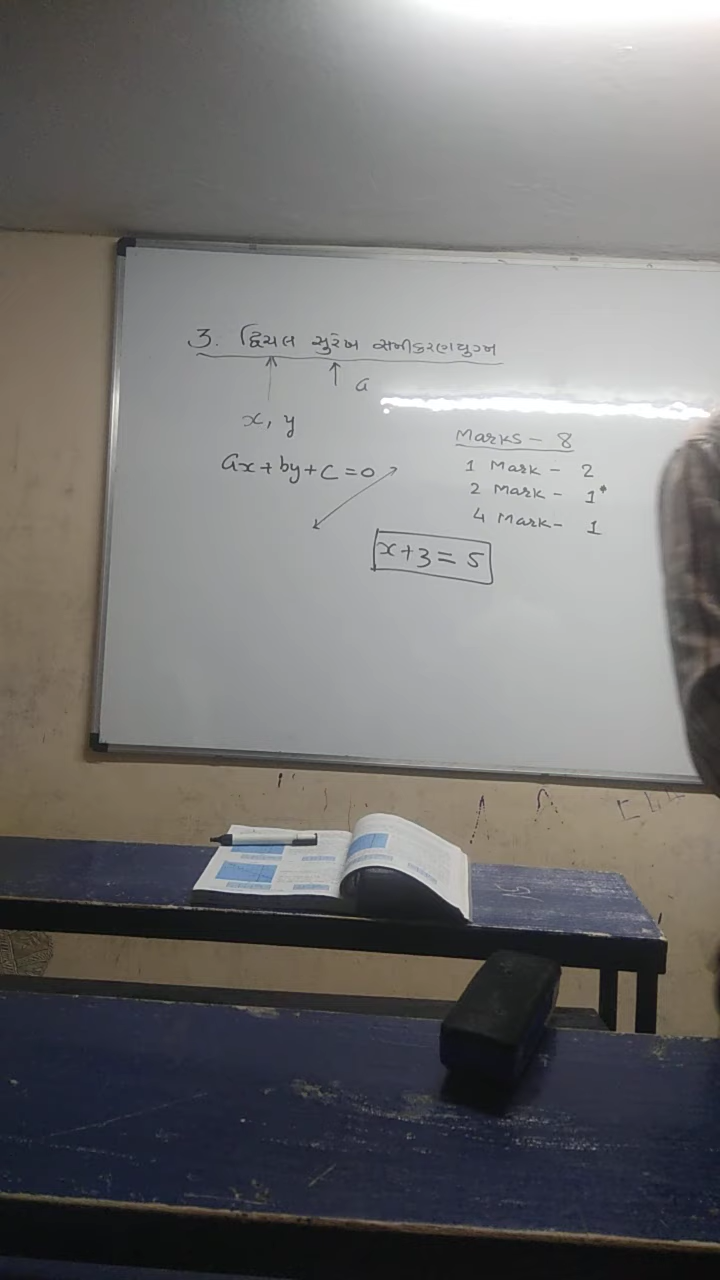 3. દ્વિચલ સુરેખ સમીકરણયુગ્મ
a
x, y
ax+by+c=0
Marks - 8
1 Mark - 2
2 Mark - 1*
4 Mark- 1
x+3=5